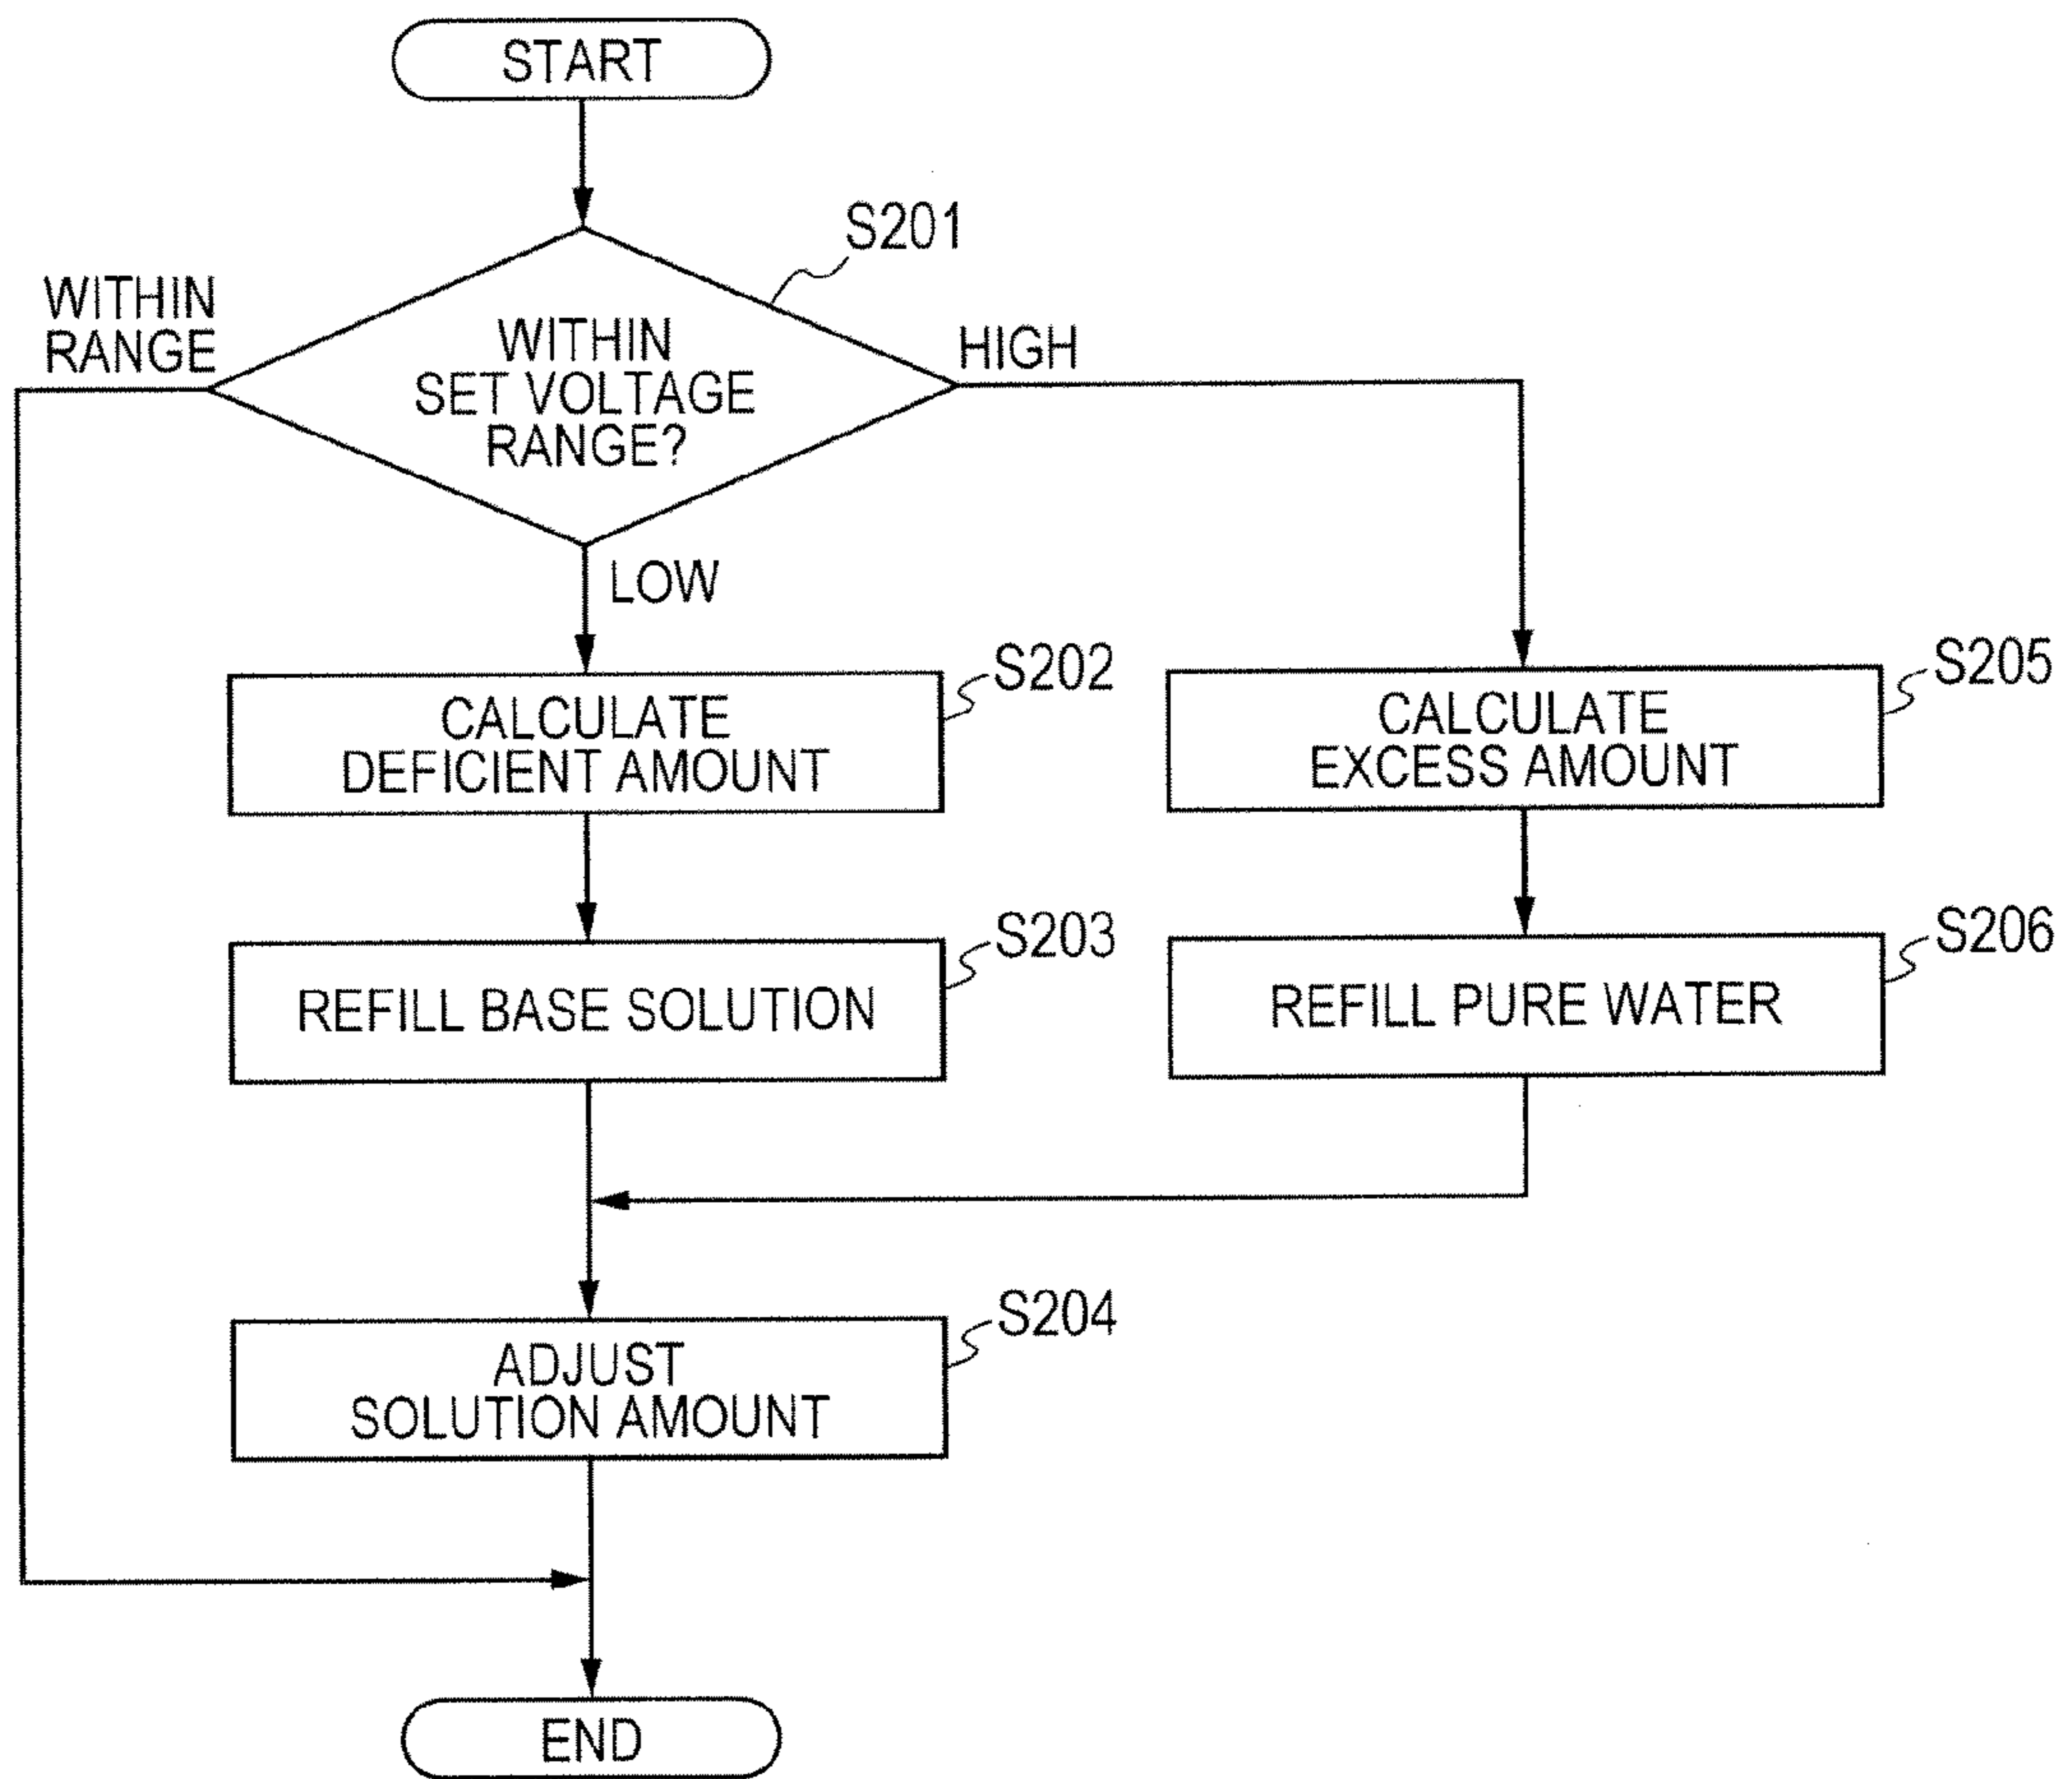 START
S201
WITHIN
RANGE
WITHIN
SET VOLTAGE
RANGE?
HIGH
LOW
S202
CALCULATE
DEFICIENT AMOUNT
S205
CALCULATE
EXCESS AMOUNT
S203
REFILL BASE SOLUTION
S206
REFILL PURE WATER
S204
ADJUST
SOLUTION AMOUNT
END